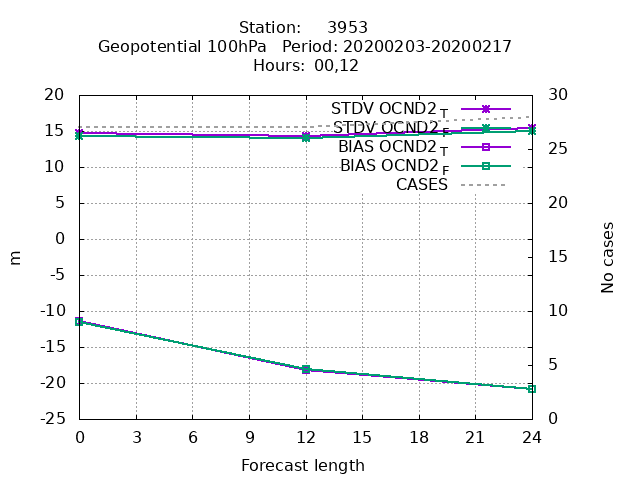 Station: 3953
Geopotential 100hPa Period: 20200203-20200217
Hours: 00,12
20 30
STDV OCND2_T
STDV OCND2_F
BIAS OCND2_T
BIAS OCND2_F
CASES
15
10
5
0
-5
-10
-15
-20
-25
25
20
15
10
5
0
m
No cases
0 3 6 9 12 15 18 21 24
Forecast length